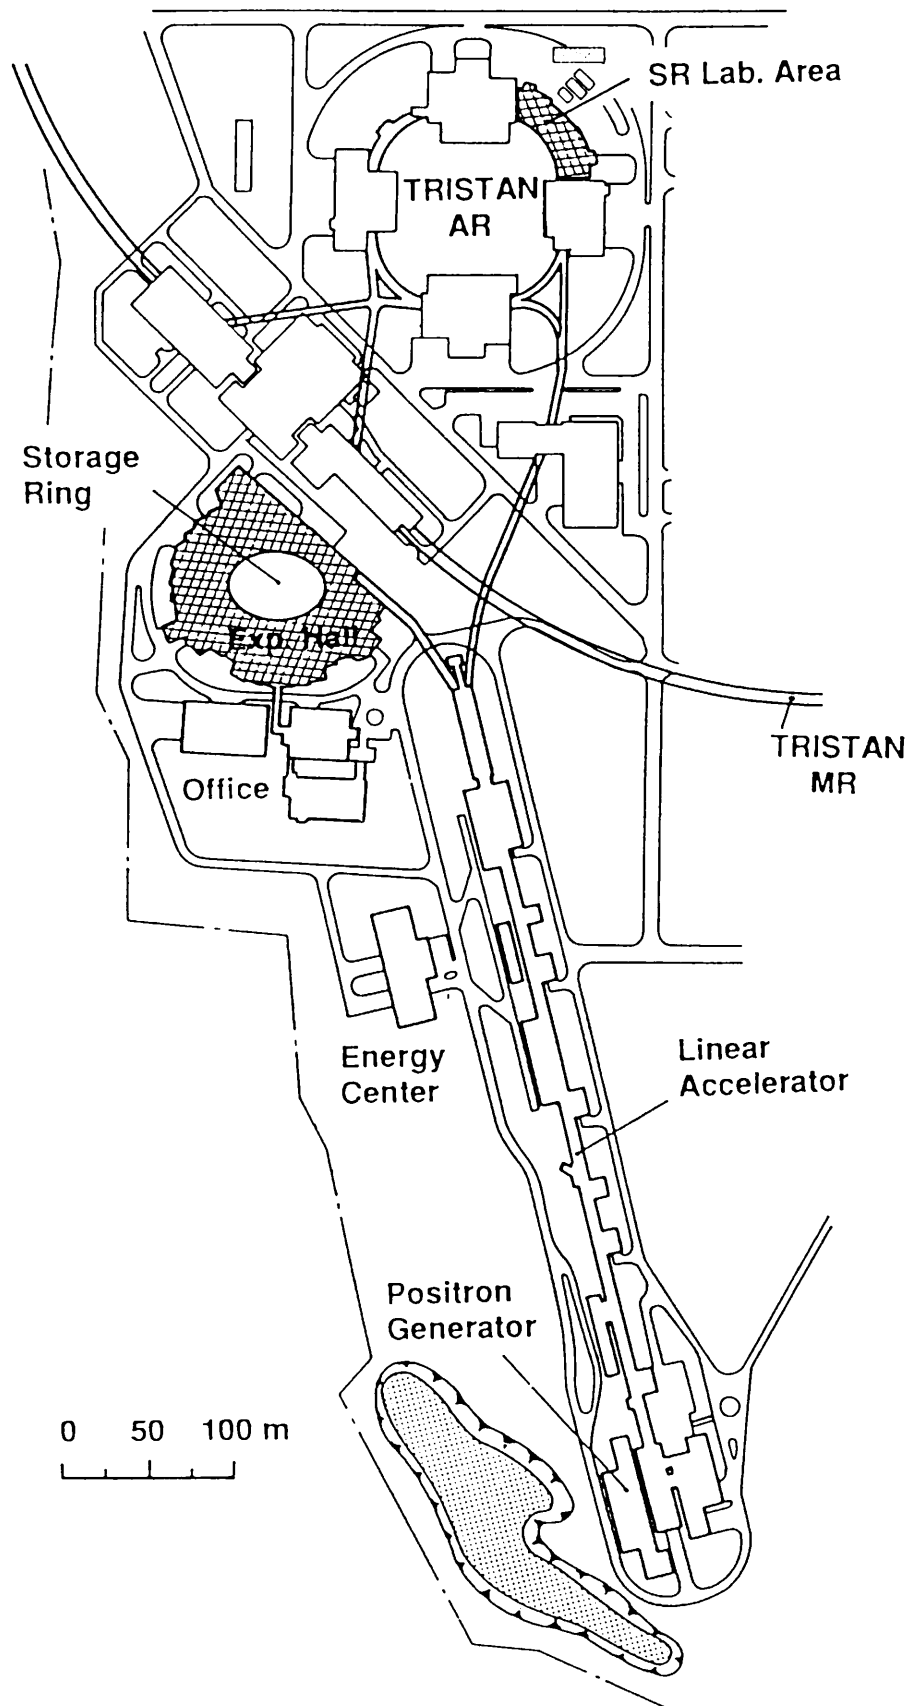 SR Lab. Area
TRISTAN
AR
Storage
Ring
Exp. Hall
TRISTAN
MR
Office
Energy
Center
Linear
Accelerator
Positron
Generator
0 50 100 m